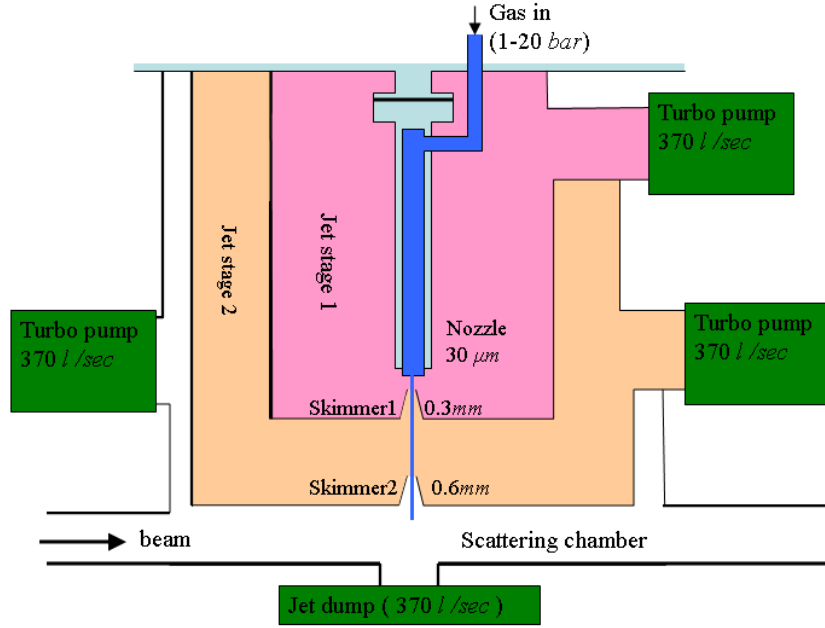 Gas in
(1-20 bar)
Turbo pump
370 l /sec
Jet stage 2
Jet stage 1
Turbo pump
370 l /sec
Nozzle
30 μm
Turbo pump
370 l /sec
Skimmer1
0.3mm
Skimmer2
0.6mm
beam
Scattering chamber
Jet dump ( 370 l /sec )